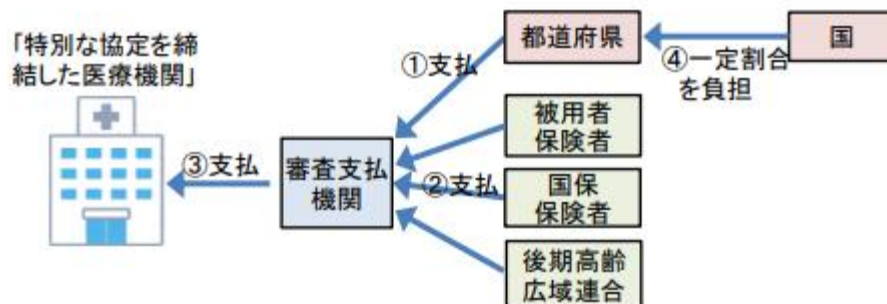 「特別な協定を締
結した医療機関」
③支払
審査支払
機関
①支払
②支払
都道府県
被用者
保険者
国保
保険者
後期高齢
広域連合
④一定割合
を負担
国